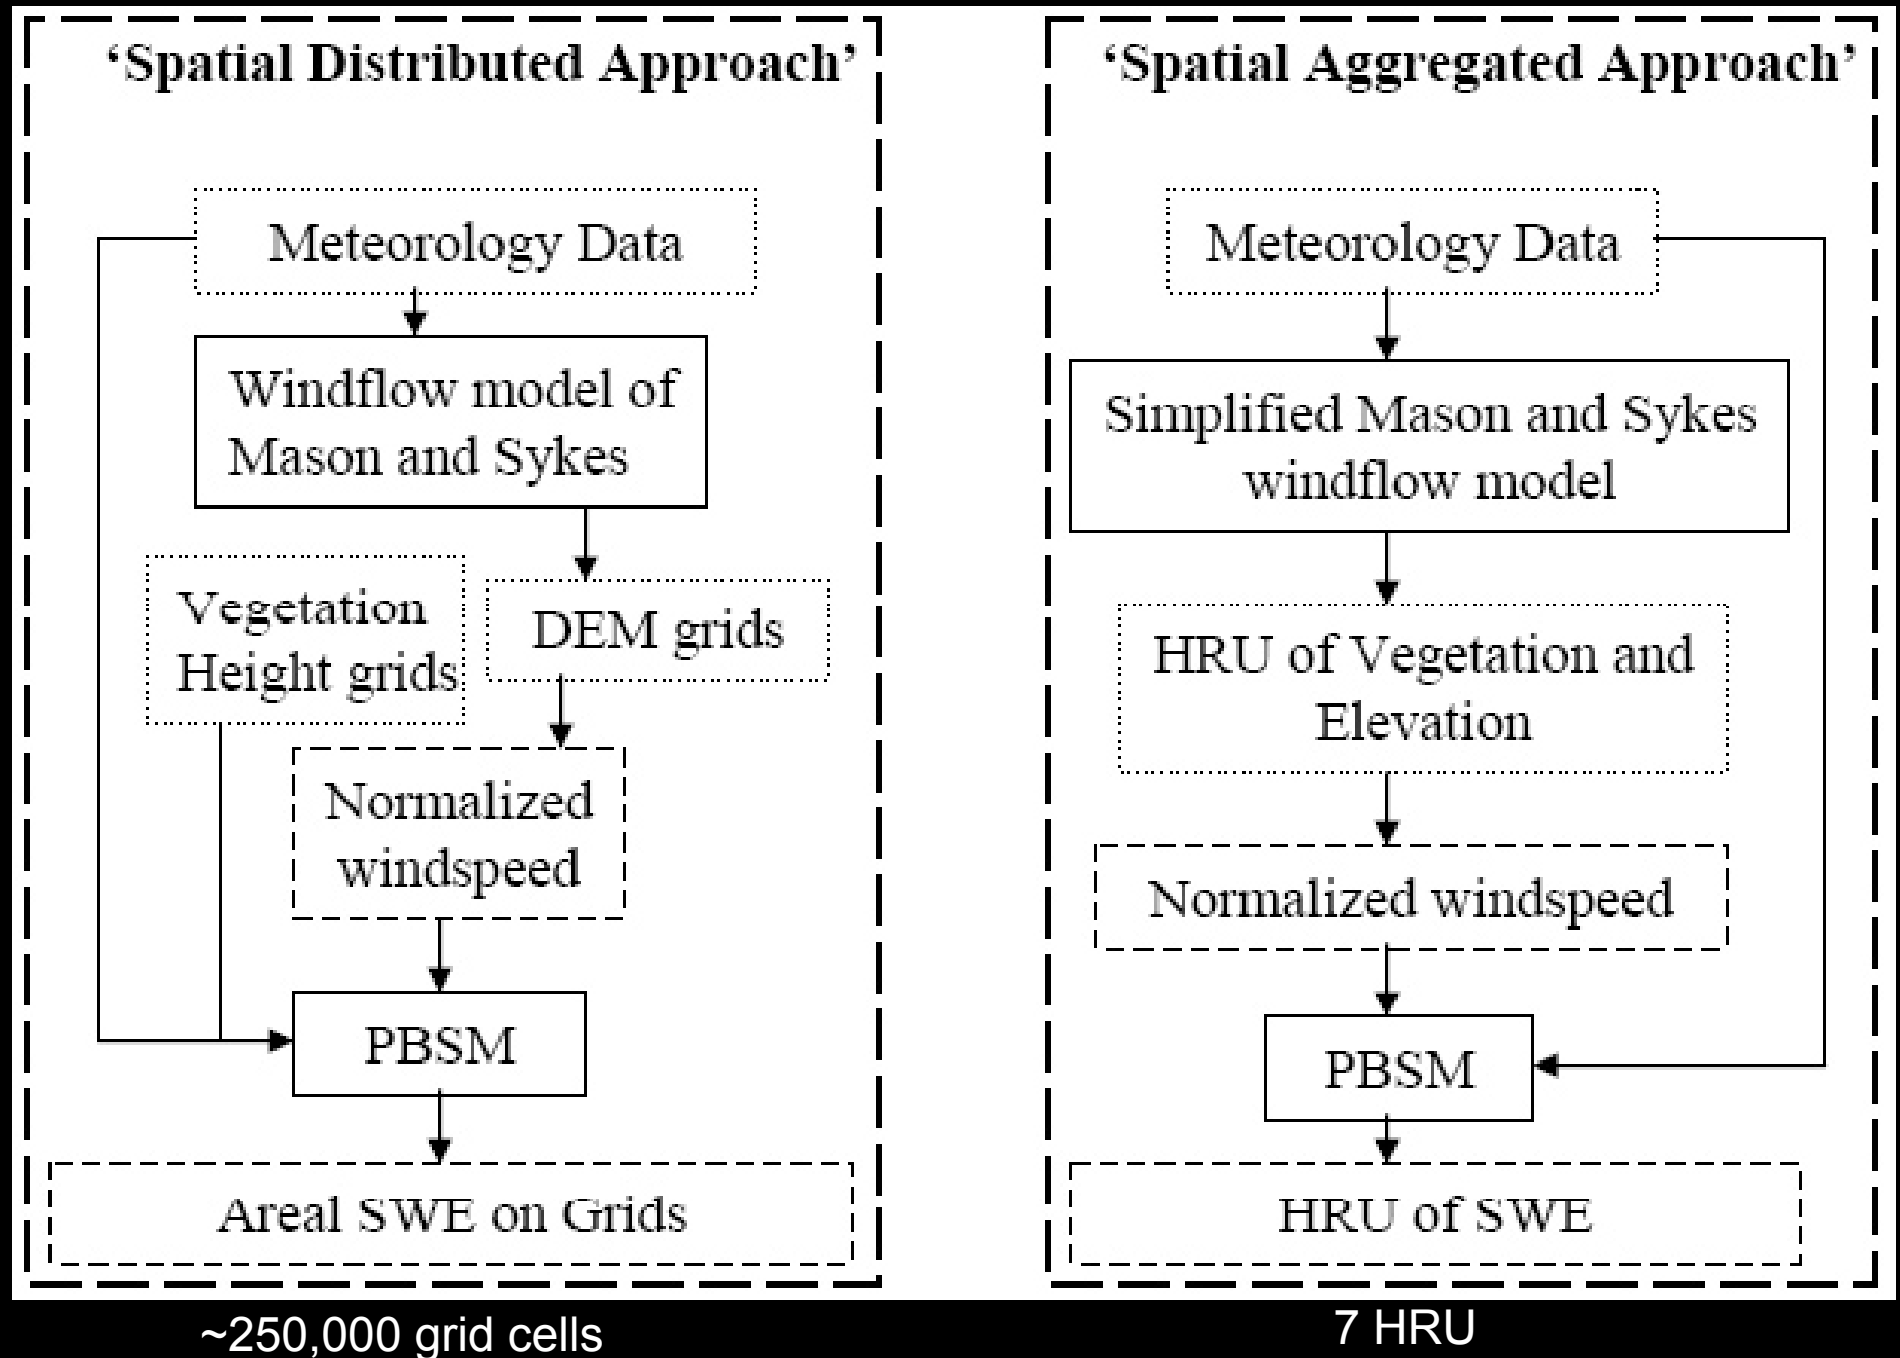 ‘Spatial Distributed Approach’
Meteorology Data
Windflow model of
Mason and Sykes
Vegetation
Height grids
DEM grids
Normalized
windspeed
PBSM
Areal SWE on Grids
~250,000 grid cells
‘Spatial Aggregated Approach’
Meteorology Data
Simplified Mason and Sykes
windflow model
HRU of Vegetation and
Elevation
Normalized windspeed
PBSM
HRU of SWE
7 HRU